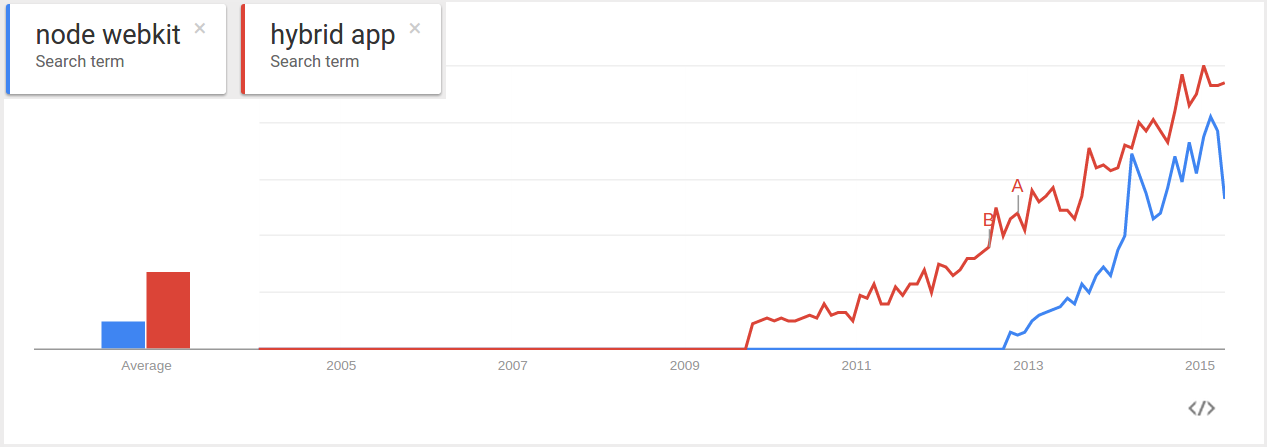 node webkit ×
Search term
hybrid app ×
Search term
A
B
Average 2005 2007 2009 2011 2013 2015
</>